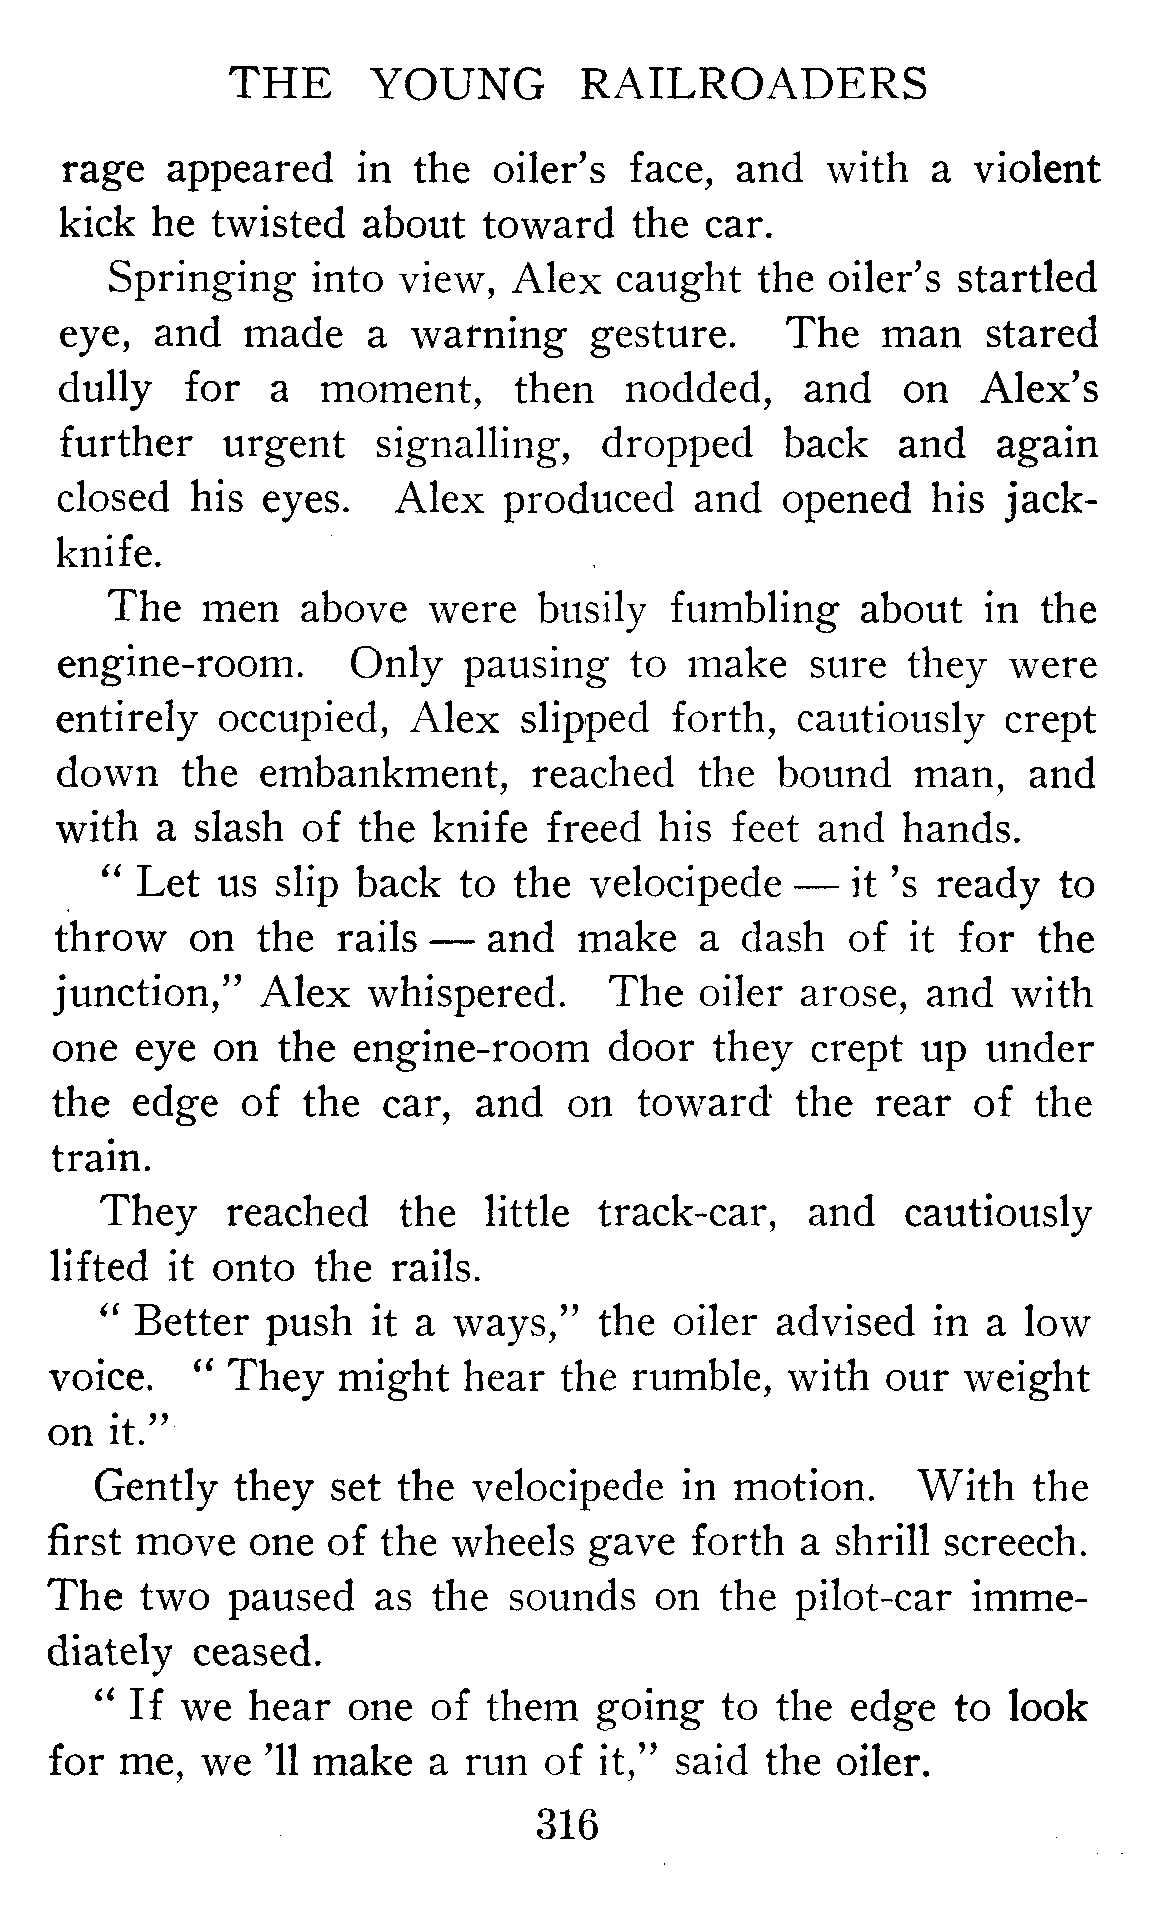 THE YOUNG RAILROADERS
rage appeared in the oiler's face, and with a violent
kick he twisted about toward the car.
Springing into view, Alex caught the oiler's startled
eye, and made a warning gesture. The man stared
dully for a moment, then nodded, and on Alex's
further urgent signalling, dropped back and again
closed his eyes. Alex produced and opened his jack-
knife.
The men above were busily fumbling about in the
engine-room. Only pausing to make sure they were
entirely occupied, Alex slipped forth, cautiously crept
down the embankment, reached the bound man, and
with a slash of the knife freed his feet and hands.
" Let us slip back to the velocipede — it 's ready to
throw on the rails — and make a dash of it for the
junction," Alex whispered. The oiler arose, and with
one eye on the engine-room door they crept up under
the edge of the car, and on toward the rear of the
train.
They reached the little track-car, and cautiously
lifted it onto the rails.
" Better push it a ways," the oiler advised in a low
voice. " They might hear the rumble, with our weight
on it."
Gently they set the velocipede in motion. With the
first move one of the wheels gave forth a shrill screech.
The two paused as the sounds on the pilot-car imme-
diately ceased.
" If we hear one of them going to the edge to look
for me, we 'll make a run of it," said the oiler.
316